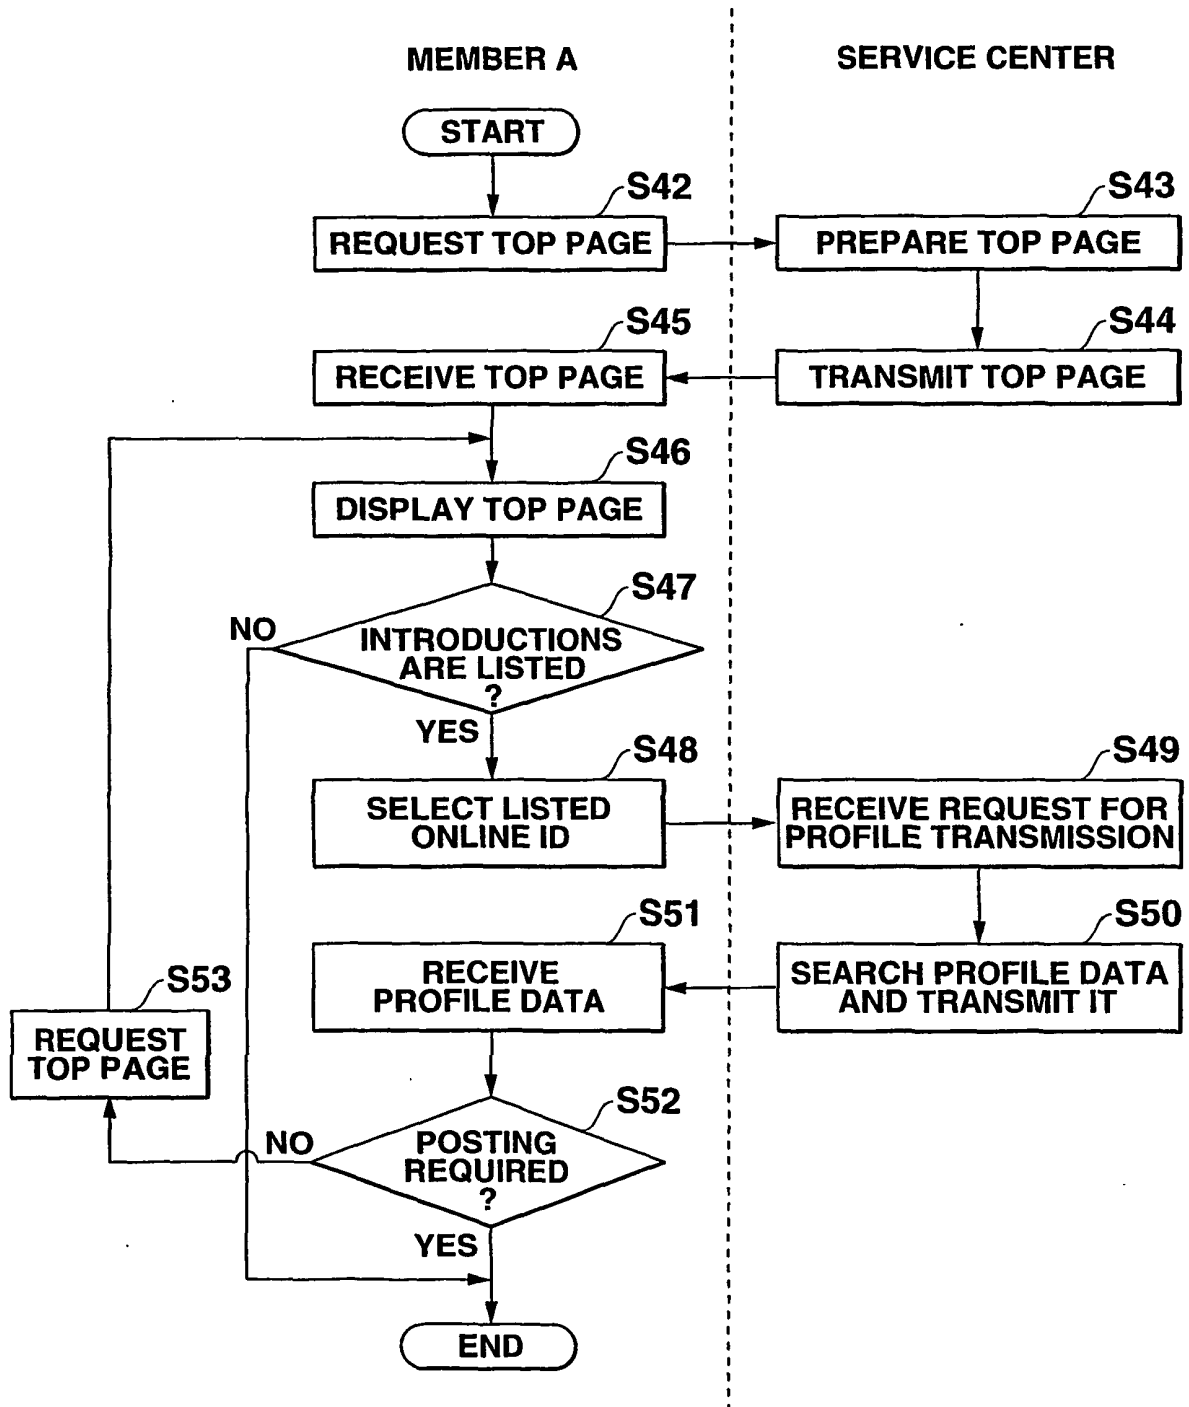 MEMBER A
SERVICE CENTER
START
S42
REQUEST TOP PAGE
S43
PREPARE TOP PAGE
S45
RECEIVE TOP PAGE
S44
TRANSMIT TOP PAGE
S46
DISPLAY TOP PAGE
S47
NO
INTRODUCTIONS
ARE LISTED
?
YES
S48
SELECT LISTED
ONLINE ID
S49
RECEIVE REQUEST FOR
PROFILE TRANSMISSION
S51
RECEIVE
PROFILE DATA
S50
SEARCH PROFILE DATA
AND TRANSMIT IT
S53
REQUEST
TOP PAGE
S52
NO
POSTING
REQUIRED
?
YES
END